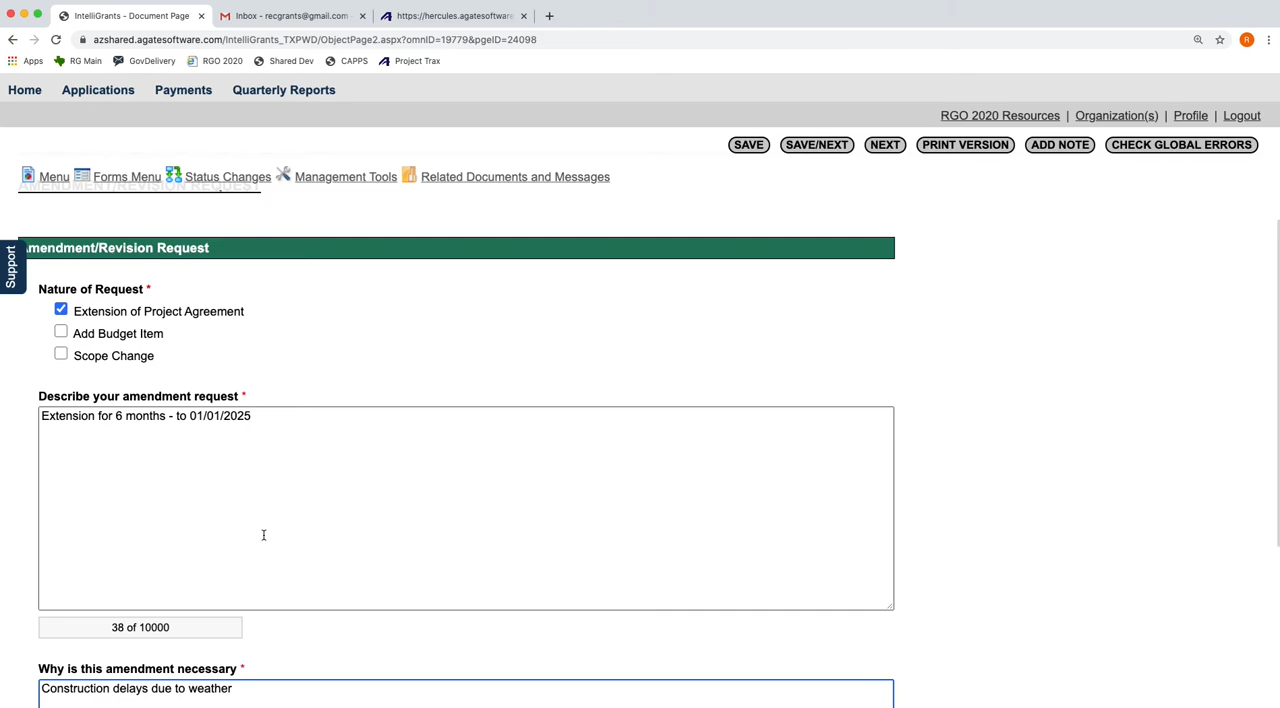 IntelliGrants - Document Page
Inbox - recgrants@gmail.com -
https://hercules.agatesoftware
azshared.agatesoftware.com/IntelliGrants_TXPWD/ObjectPage2.aspx?omnID=19779&pgeID=24098
R
Apps RG Main GovDelivery RGO 2020 Shared Dev CAPPS Project Trax
Home Applications Payments Quarterly Reports
RGO 2020 Resources | Organization(s) | Profile | Logout
SAVE SAVE/NEXT NEXT PRINT VERSION ADD NOTE CHECK GLOBAL ERRORS
Menu Forms Menu Status Changes Management Tools Related Documents and Messages
AMENDMENT/REVISION REQUEST
Support
mendment/Revision Request
Nature of Request *
Extension of Project Agreement
Add Budget Item
Scope Change
Describe your amendment request *
Extension for 6 months - to 01/01/2025
38 of 10000
Why is this amendment necessary *
Construction delays due to weather